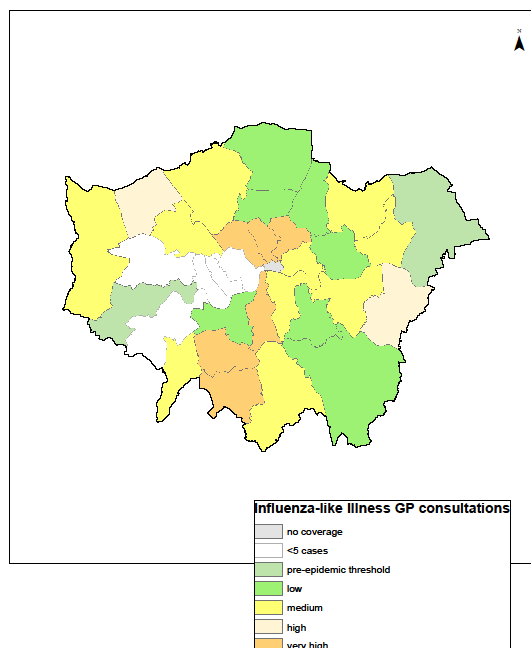 N
Influenza-like Illness GP consultations
no coverage
<5 cases
pre-epidemic threshold
low
medium
high
very high